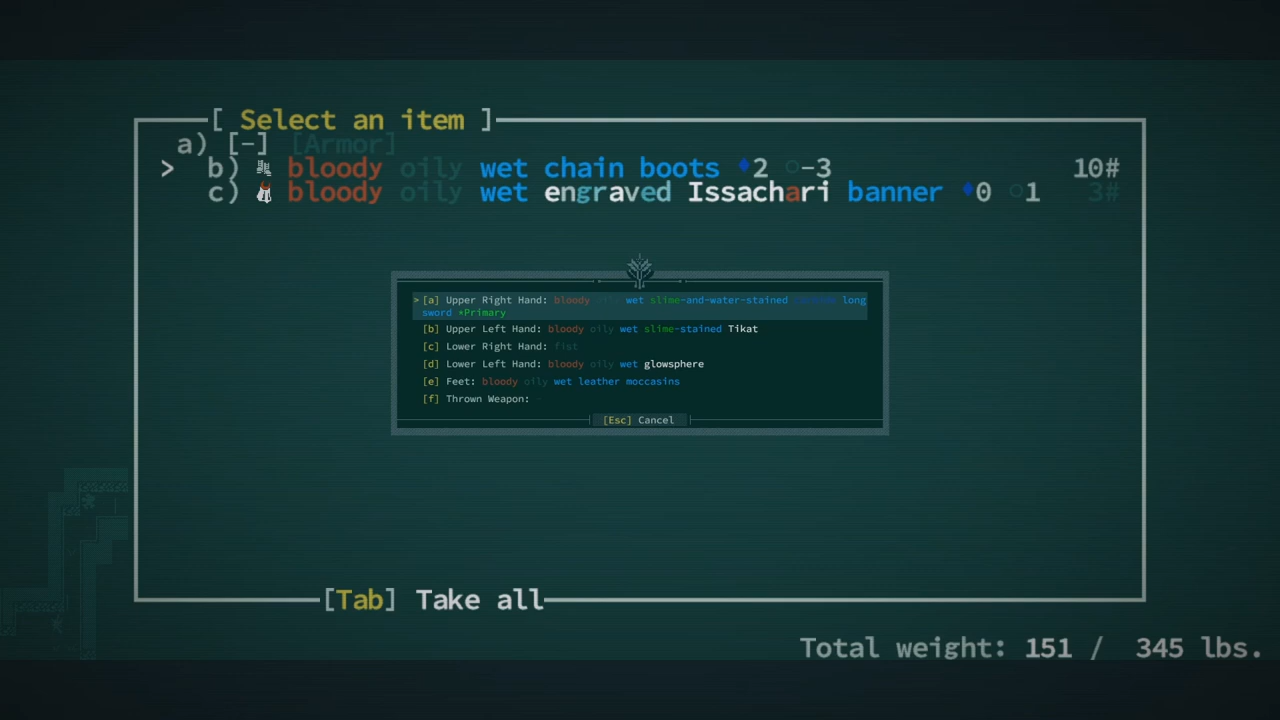 [ Select an item ]
a) [-] [Armor]
> b) bloody oily wet chain boots ♦2 ○-3 10#
c) bloody oily wet engraved Issachari banner ♦0 ○1 3#
>[a] Upper Right Hand: bloody oily wet slime-and-water-stained long
sword *Primary
[b] Upper Left Hand: bloody oily wet slime-stained Tikat
[c] Lower Right Hand: fist
[d] Lower Left Hand: bloody oily wet glowsphere
[e] Feet: bloody oily wet leather moccasins
[f] Thrown Weapon: -
[Esc] Cancel
[Tab] Take all
Total weight: 151 / 345 lbs.